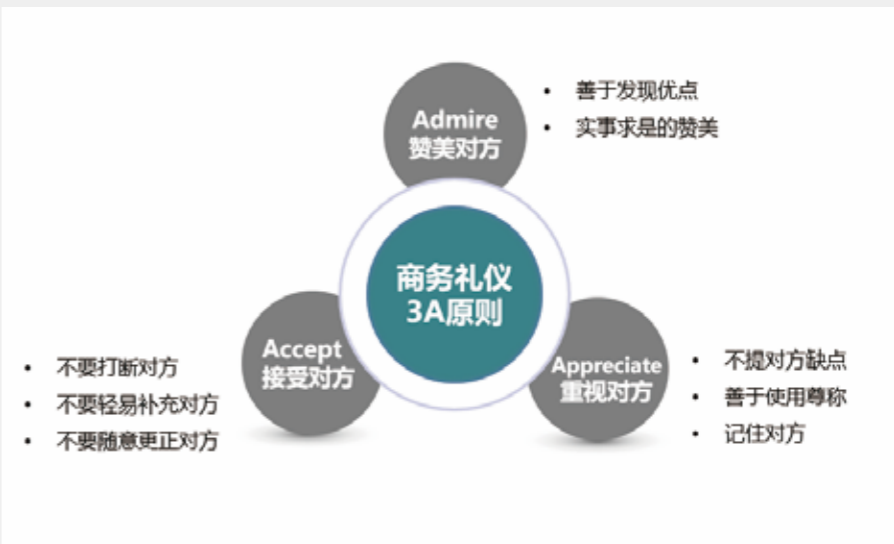 Admire
赞美对方
• 善于发现优点
• 实事求是的赞美
商务礼仪
3A原则
Accept
接受对方
• 不要打断对方
• 不要轻易补充对方
• 不要随意更正对方
Appreciate
重视对方
• 不提对方缺点
• 善于使用尊称
• 记住对方